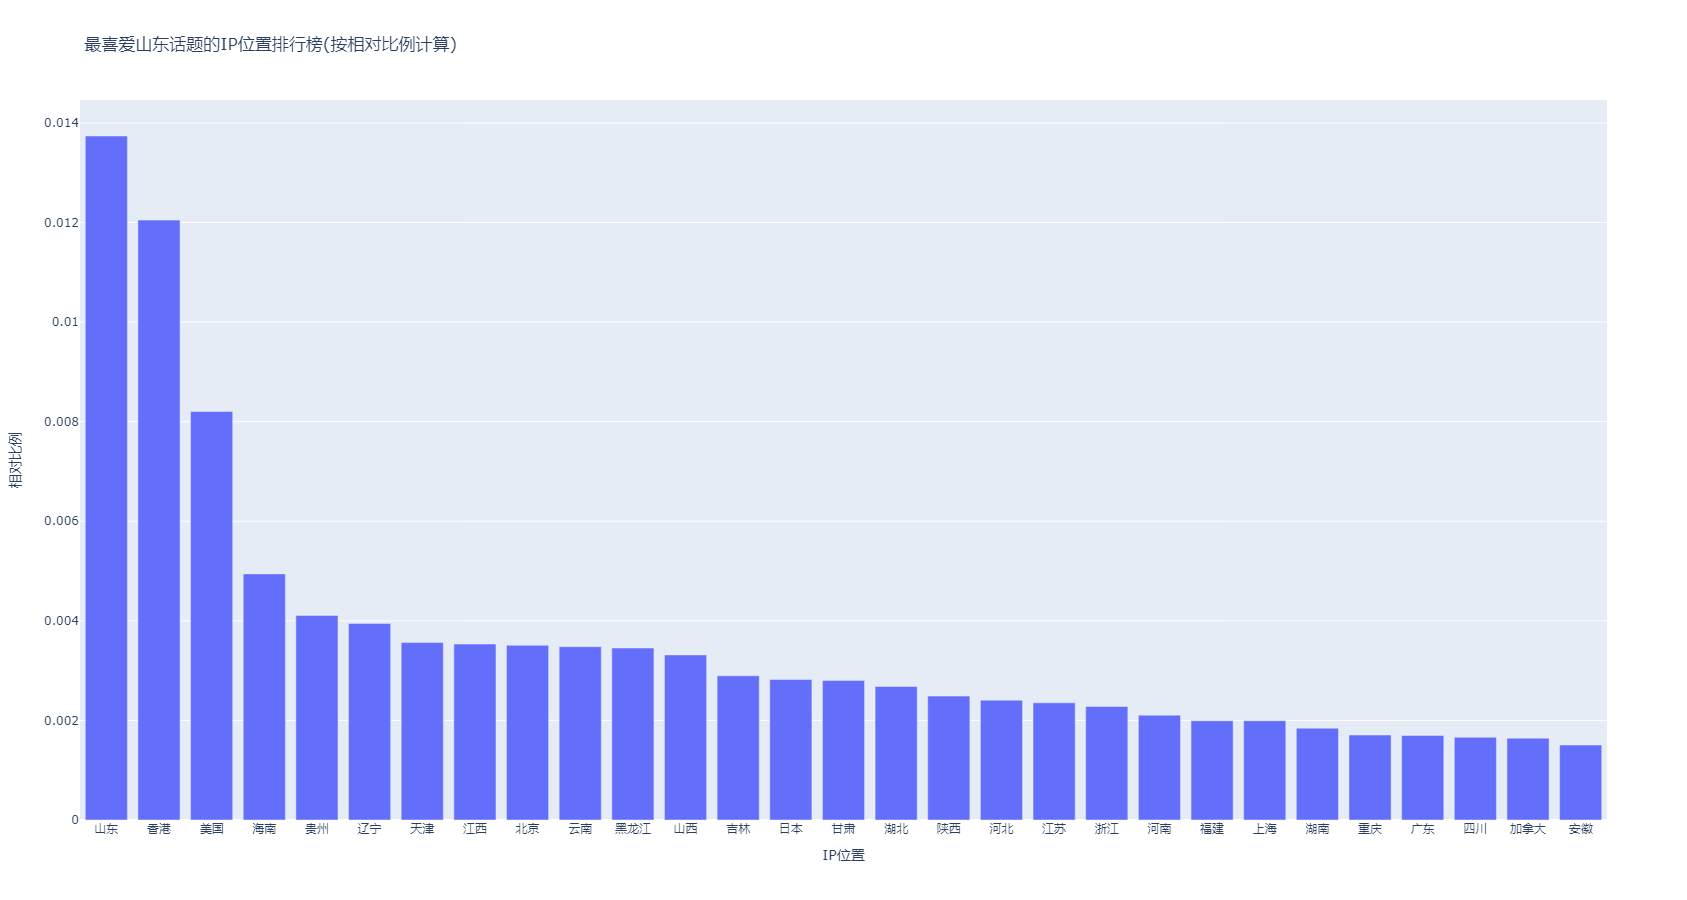 最喜爱山东话题的IP位置排行榜(按相对比例计算)
0.014
0.012
0.01
0.008
0.006
0.004
0.002
0
相对比例
山东 香港 美国 海南 贵州 辽宁 天津 江西 北京 云南 黑龙江 山西 吉林 日本 甘肃 湖北 陕西 河北 江苏 浙江 河南 福建 上海 湖南 重庆 广东 四川 加拿大 安徽
IP位置